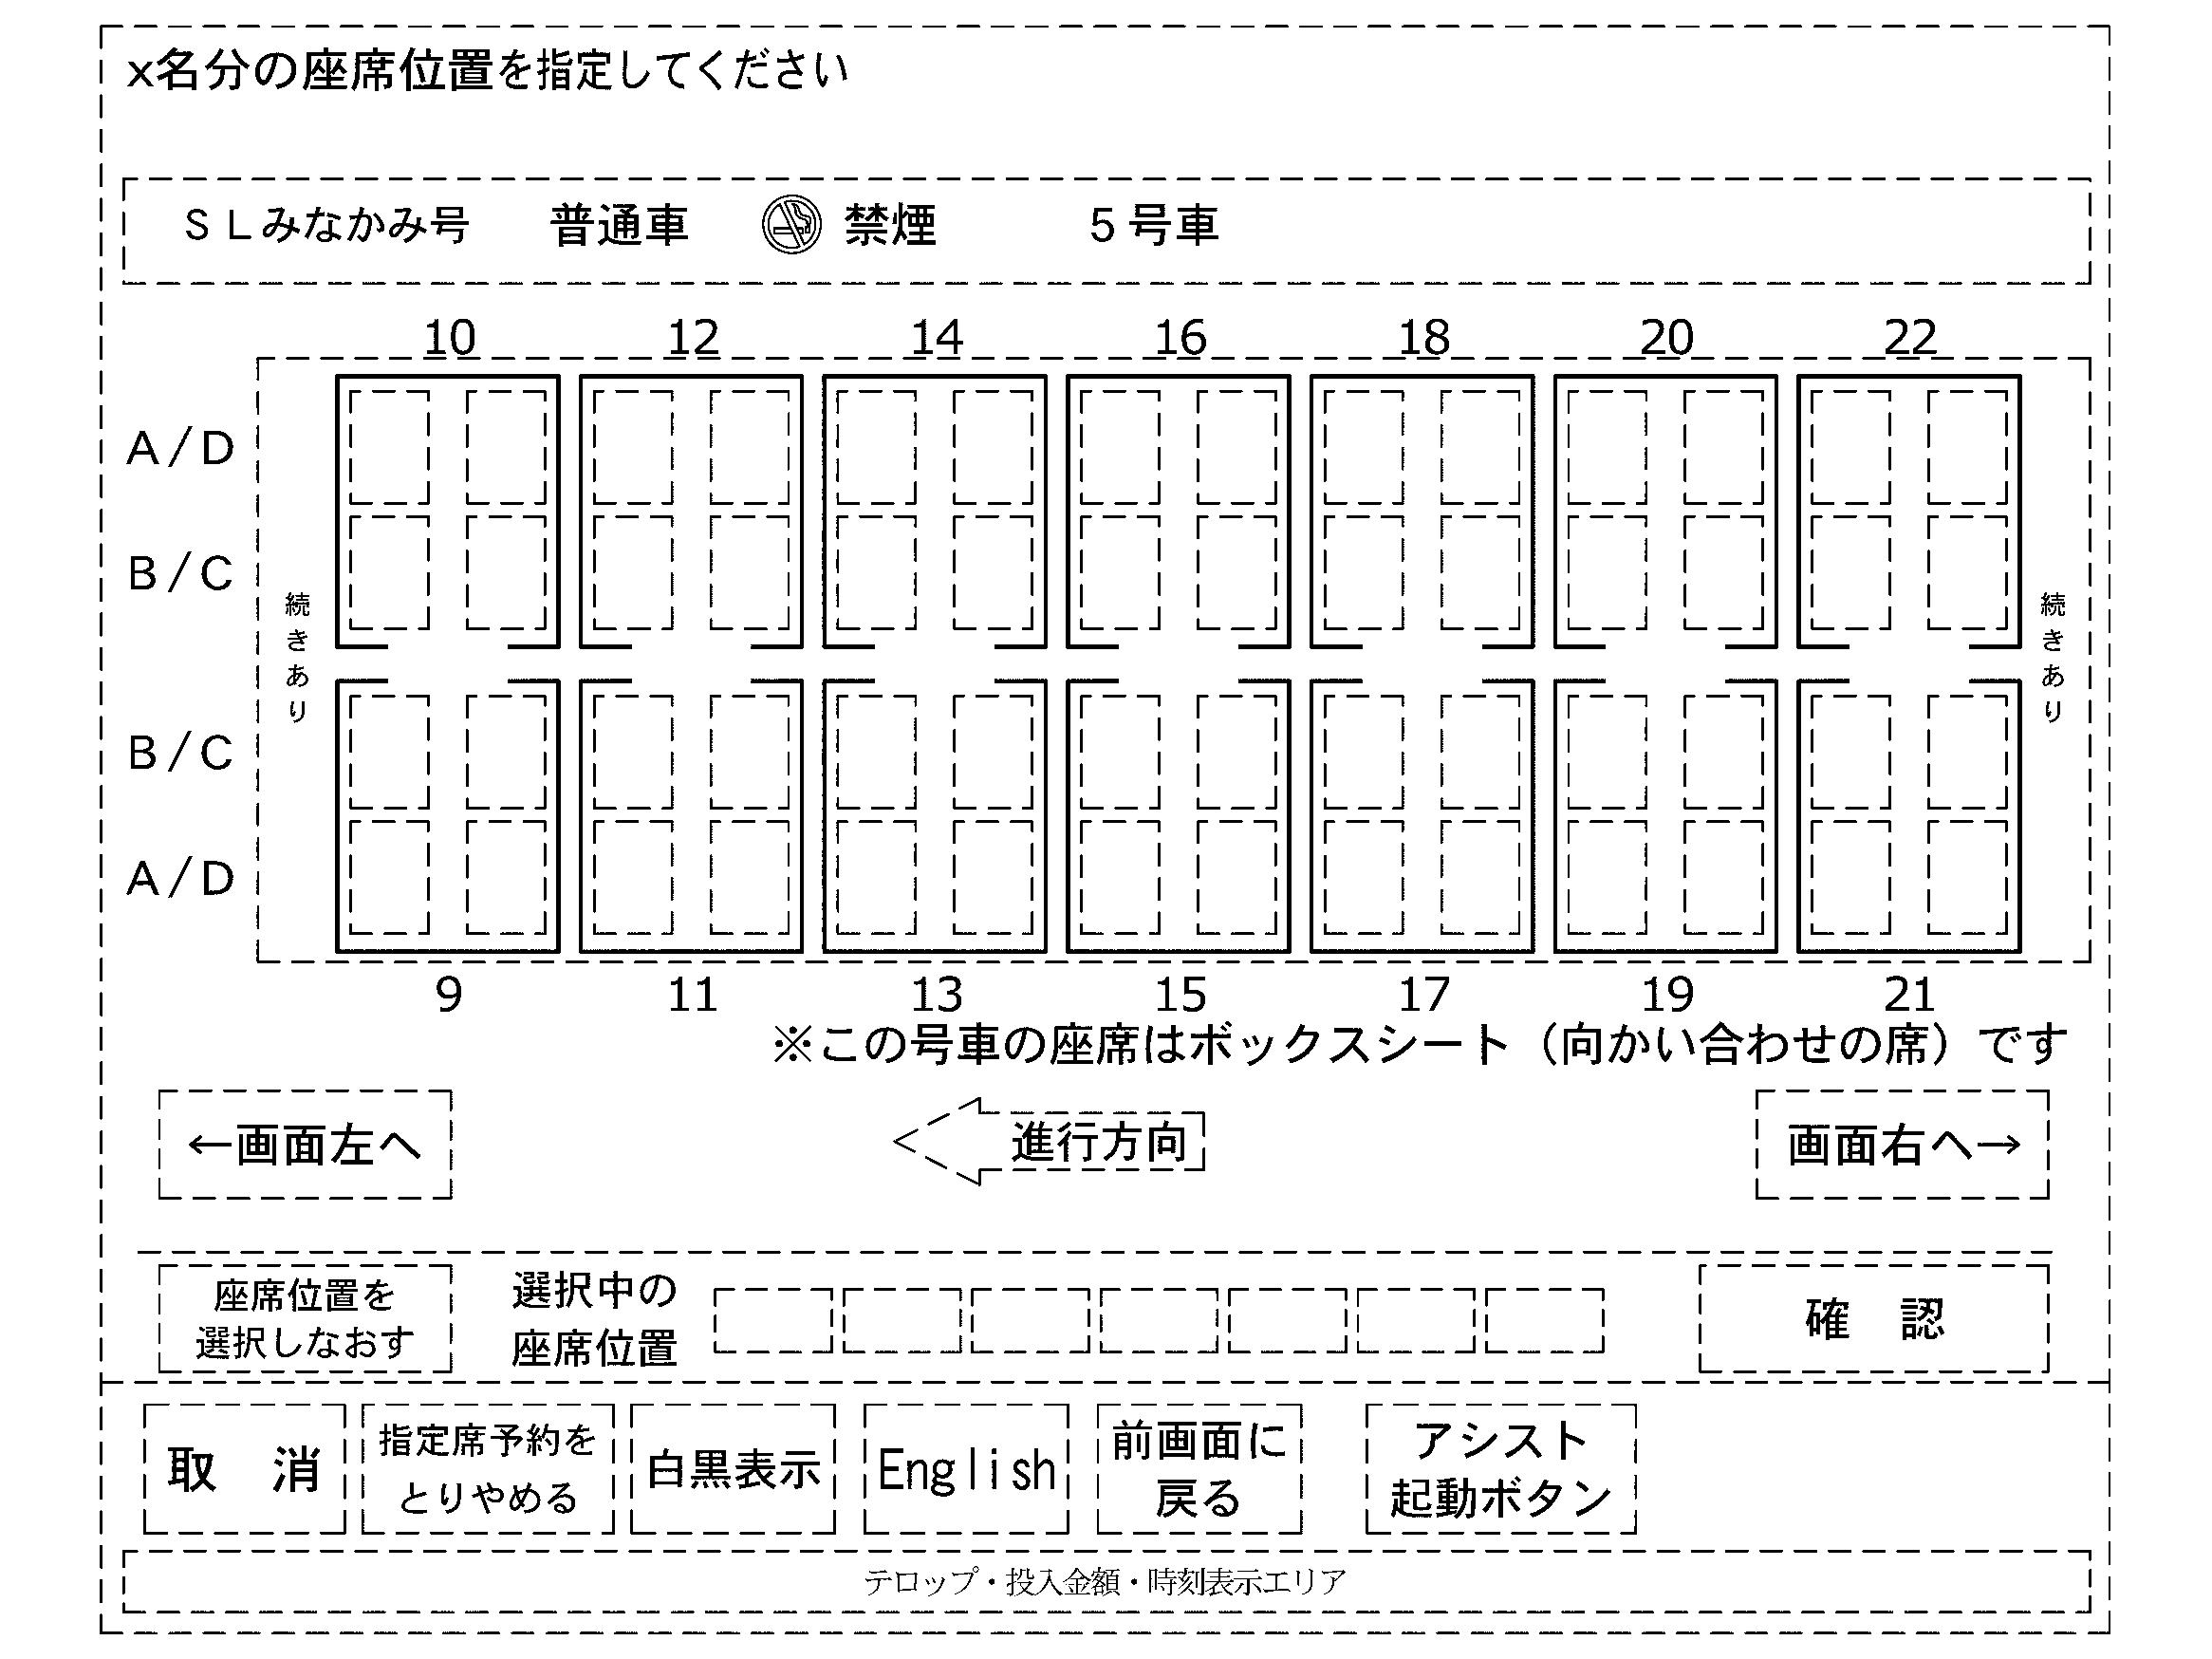 x名分の座席位置を指定してください
ＳＬみなかみ号 普通車 禁煙 5号車
10 12 14 16 18 20 22
A/D
B/C
続きあり 続きあり
B/C
A/D
9 11 13 15 17 19 21
※この号車の座席はボックスシート（向かい合わせの席）です
←画面左へ 進行方向 画面右へ→
座席位置を
選択しなおす
選択中の
座席位置
確　認
取　消
指定席予約を
とりやめる
白黒表示
English
前画面に
戻る
アシスト
起動ボタン
テロップ・投入金額・時刻表示エリア